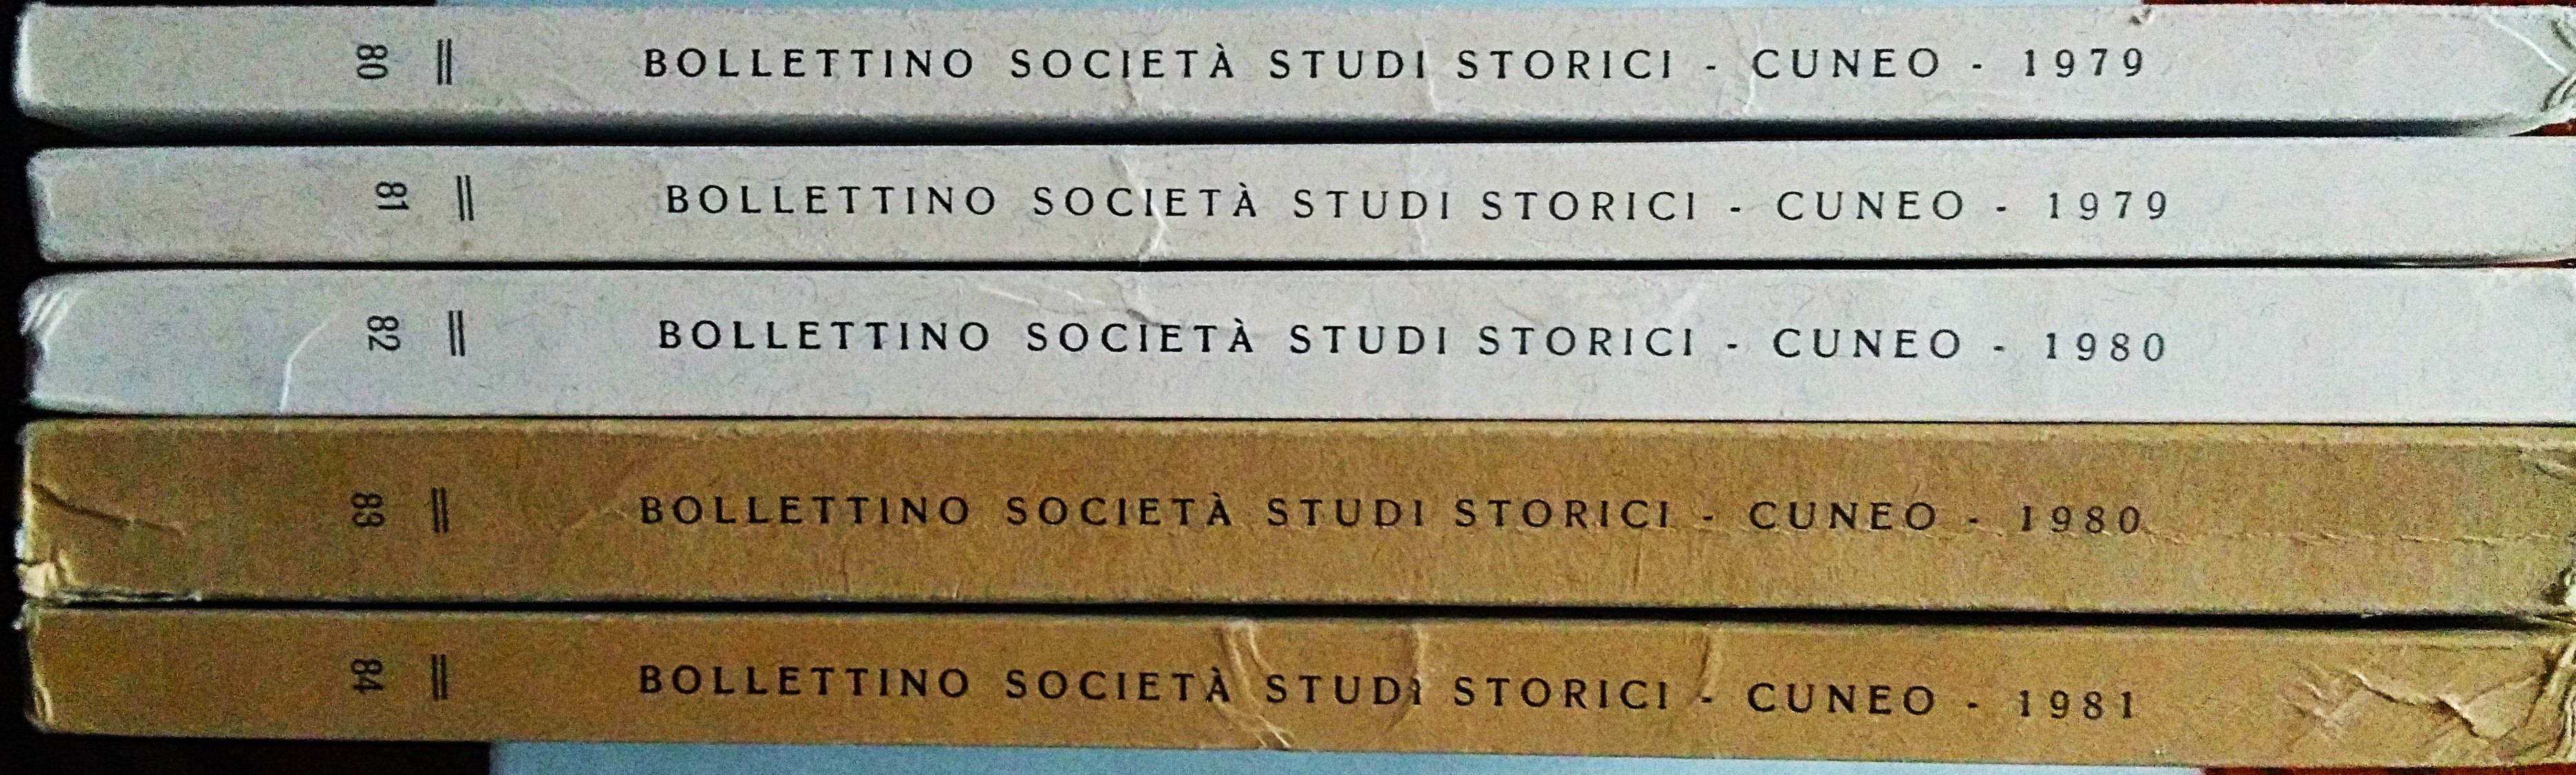 80 || BOLLETTINO SOCIETÀ STUDI STORICI - CUNEO - 1979
81 || BOLLETTINO SOCIETÀ STUDI STORICI - CUNEO - 1979
82 || BOLLETTINO SOCIETÀ STUDI STORICI - CUNEO - 1980
83 || BOLLETTINO SOCIETÀ STUDI STORICI - CUNEO - 1980
84 || BOLLETTINO SOCIETÀ STUDI STORICI - CUNEO - 1981